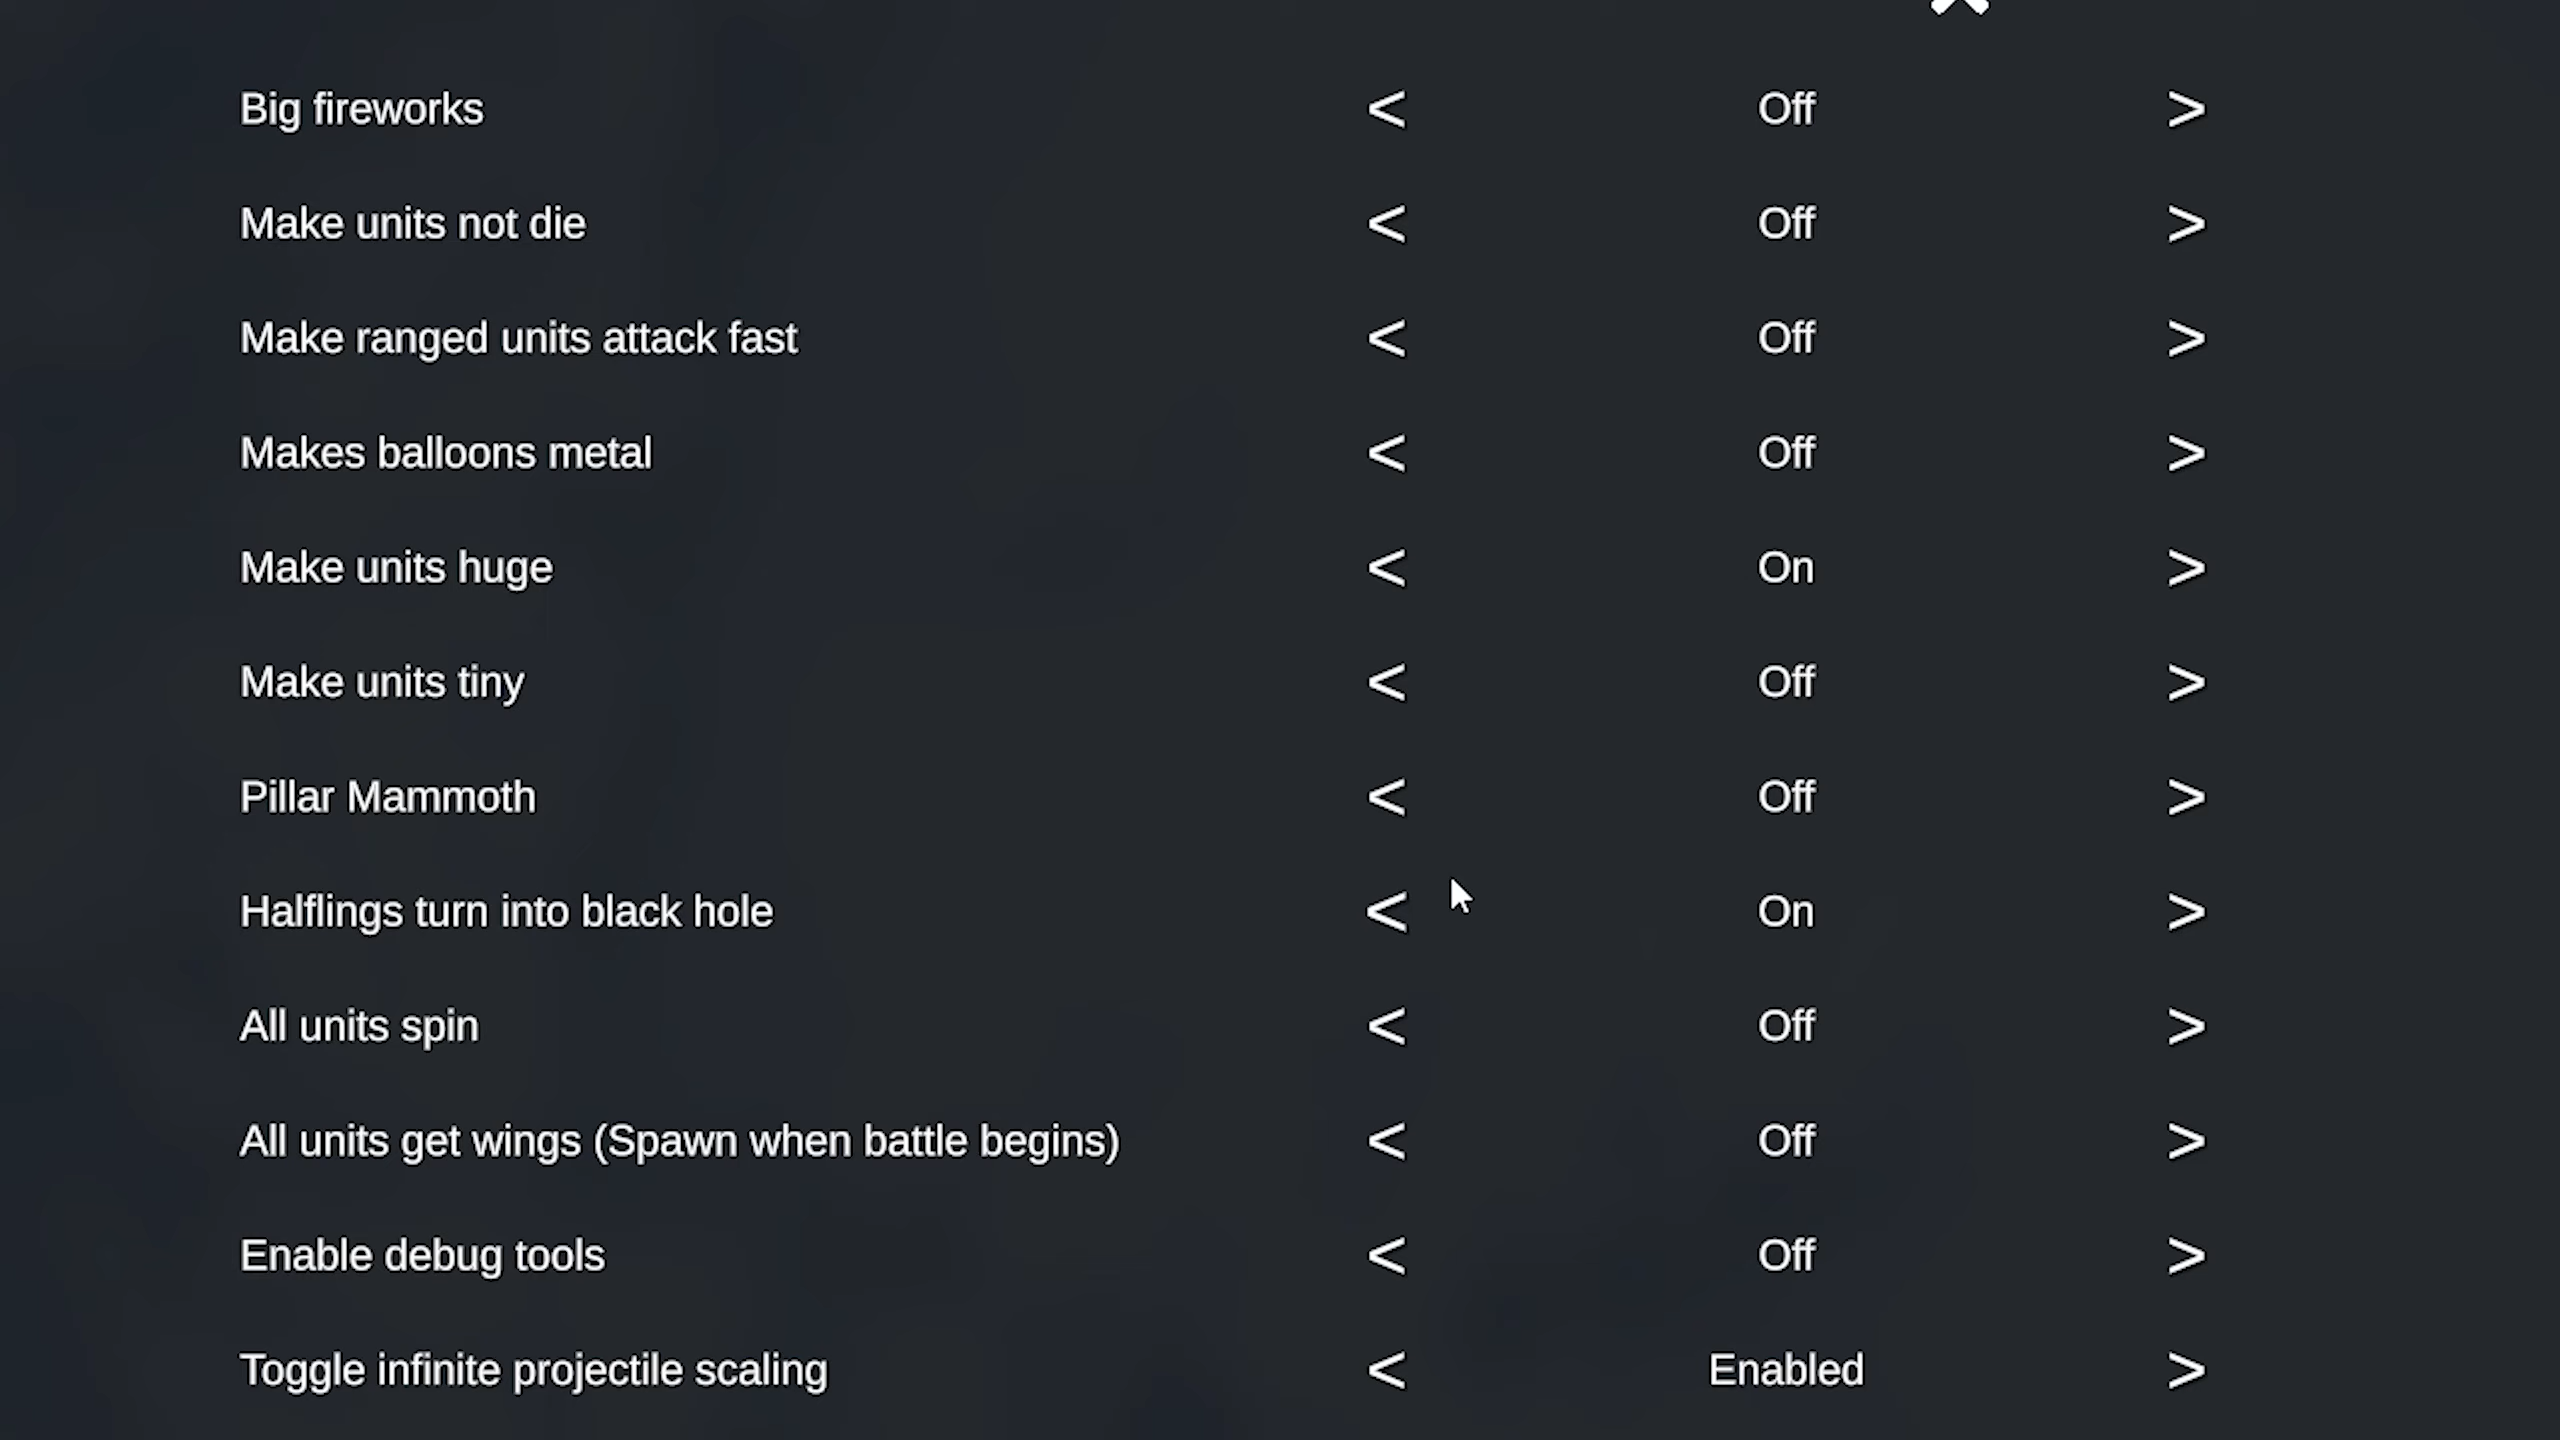 Big fireworks < Off >
Make units not die < Off >
Make ranged units attack fast < Off >
Makes balloons metal < Off >
Make units huge < On >
Make units tiny < Off >
Pillar Mammoth < Off >
Halflings turn into black hole < On >
All units spin < Off >
All units get wings (Spawn when battle begins) < Off >
Enable debug tools < Off >
Toggle infinite projectile scaling < Enabled >